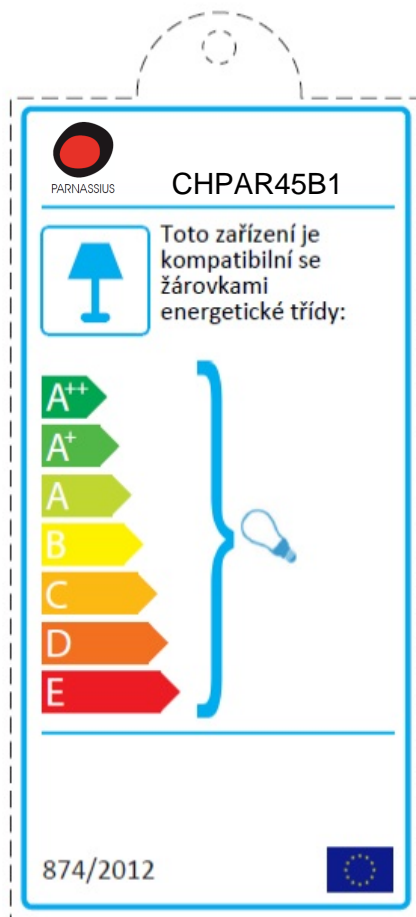 PARNASSIUS
CHPAR45B1
Toto zařízení je
kompatibilní se
žárovkami
energetické třídy:
A++
A+
A
B
C
D
E
874/2012